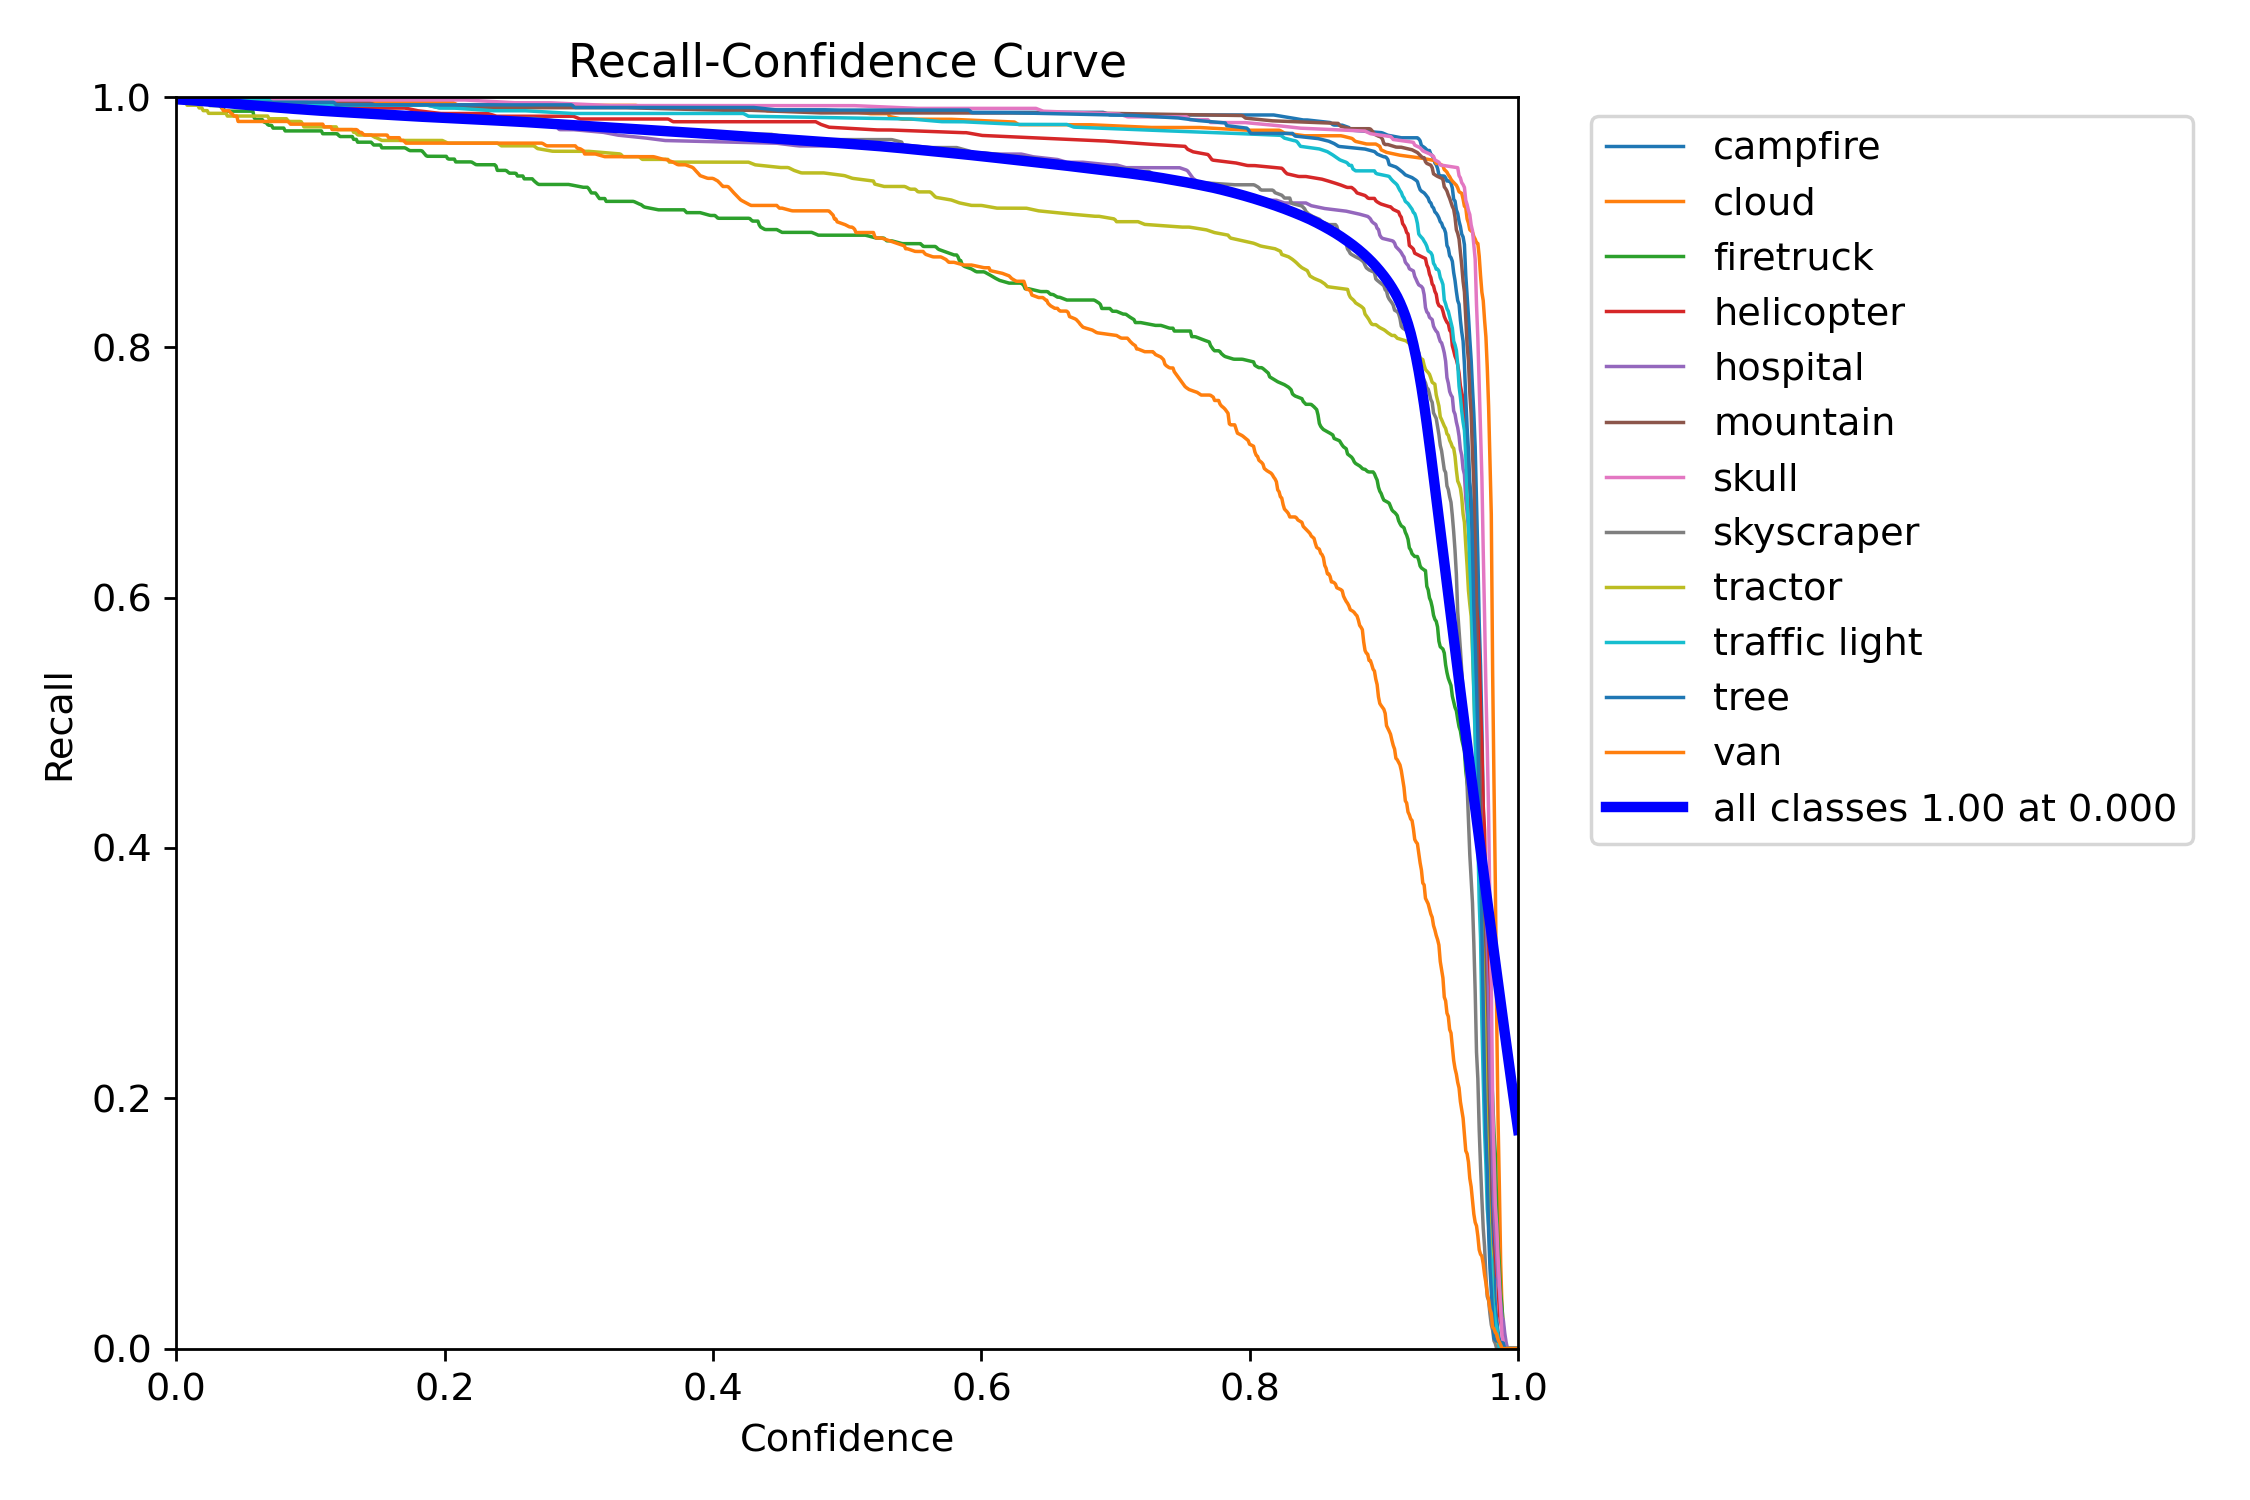 Recall-Confidence Curve
1.0
0.8
0.6
0.4
0.2
0.0
Recall
0.0 0.2 0.4 0.6 0.8 1.0
Confidence
campfire
cloud
firetruck
helicopter
hospital
mountain
skull
skyscraper
tractor
traffic light
tree
van
all classes 1.00 at 0.000